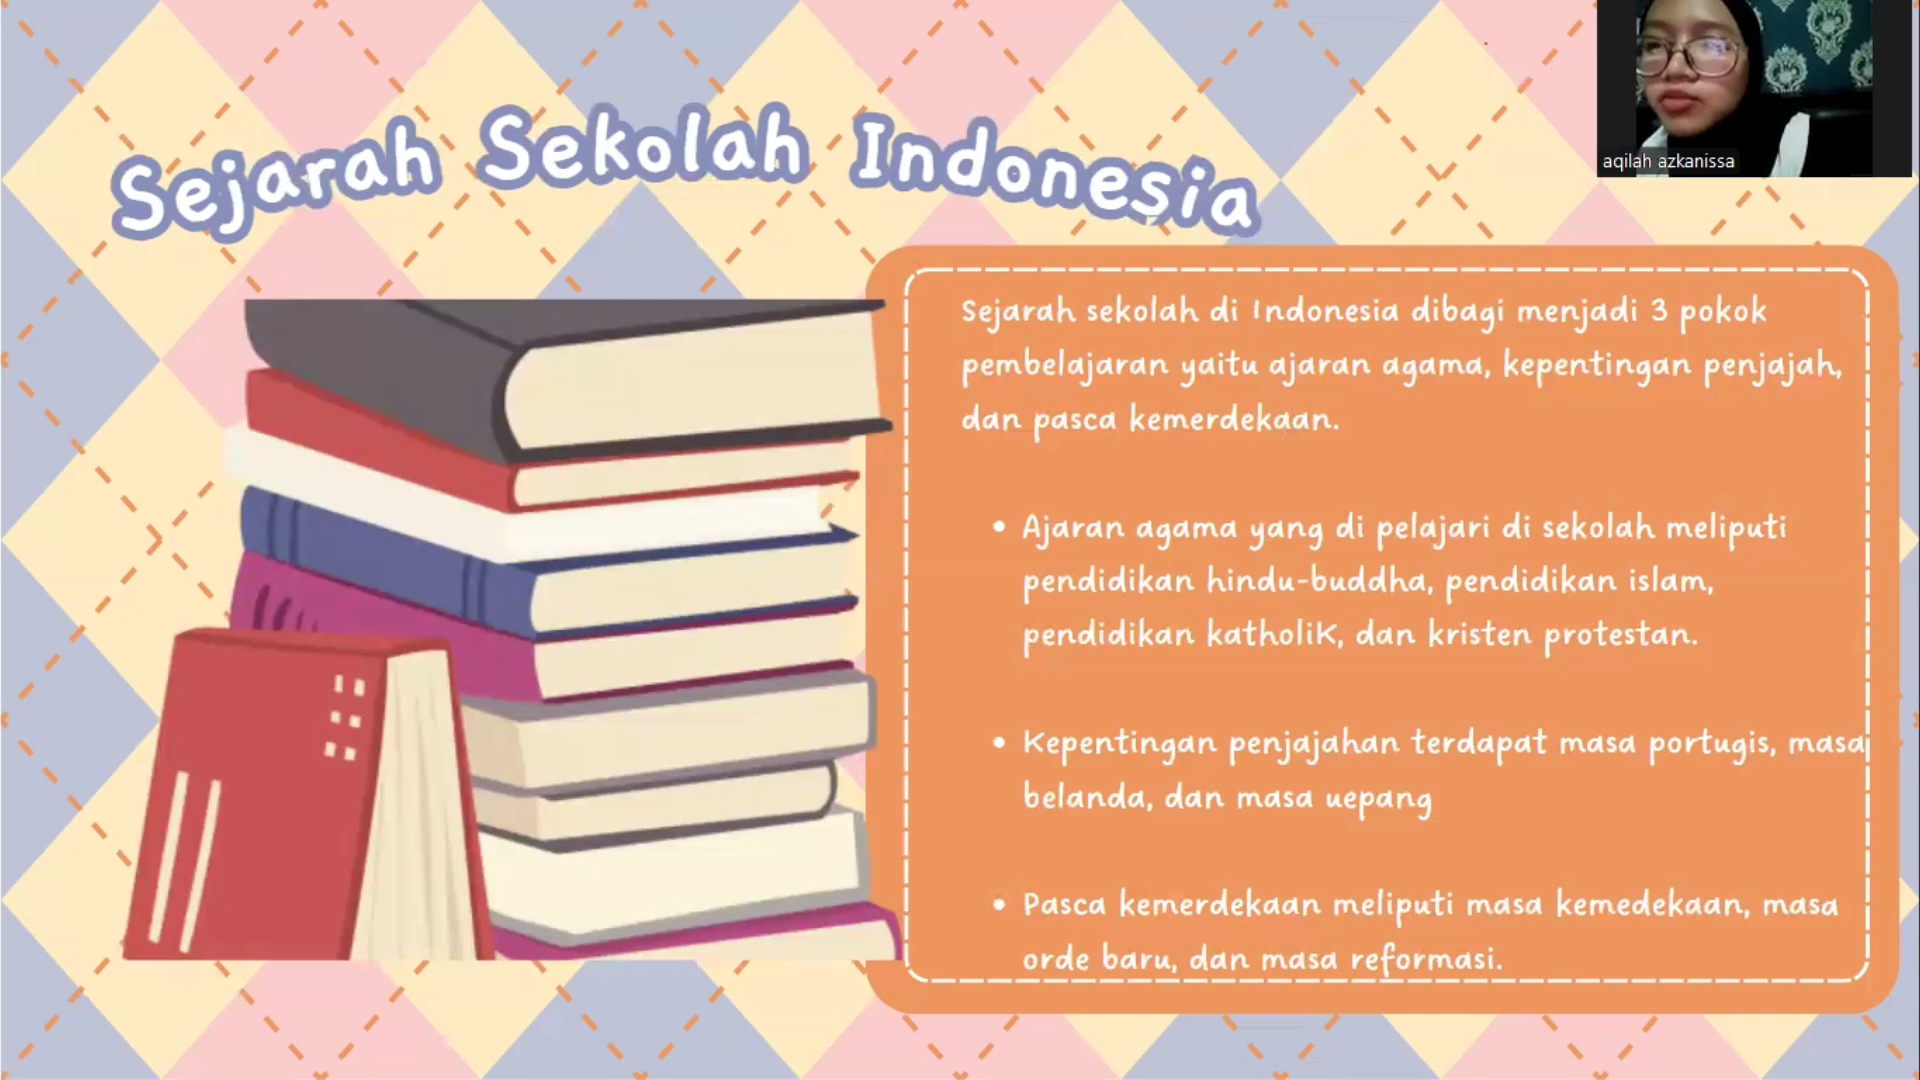 Sejarah Sekolah Indonesia
aqilah azkanissa
Sejarah sekolah di Indonesia dibagi menjadi 3 pokok
pembelajaran yaitu ajaran agama, kepentingan penjajah,
dan pasca kemerdekaan.
• Ajaran agama yang di pelajari di sekolah meliputi
pendidikan hindu-buddha, pendidikan islam,
pendidikan katholiK, dan kristen protestan.
• Kepentingan penjajahan terdapat masa portugis, masa
belanda, dan masa uepang
• Pasca kemerdekaan meliputi masa kemedekaan, masa
orde baru, dan masa reformasi.